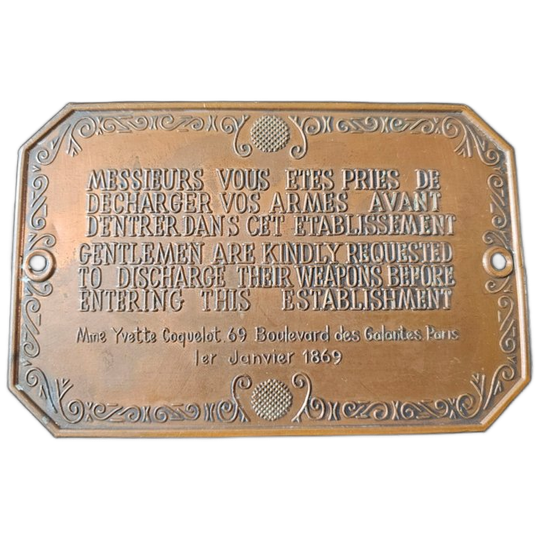 MESSIEURS VOUS ETES PRIES DE
DECHARGER VOS ARMES AVANT
D'ENTRER DANS CET ETABLISSEMENT
GENTLEMEN ARE KINDLY REQUESTED
TO DISCHARGE THEIR WEAPONS BEFORE
ENTERING THIS ESTABLISHMENT
Mme Yvette Coquelot 69 Boulevard des Galantes Paris
1er Janvier 1869